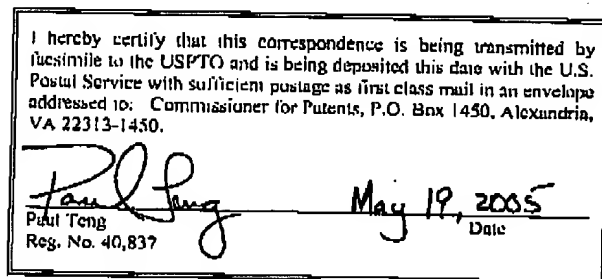 I hereby certify that this correspondence is being transmitted by
facsimile to the USPTO and is being deposited this date with the U.S.
Postal Service with sufficient postage as first class mail in an envelope
addressed to: Commissioner for Patents, P.O. Box 1450, Alexandria,
VA 22313-1450.
Paul Teng May 19, 2005
Paul Teng Date
Reg. No. 40,837